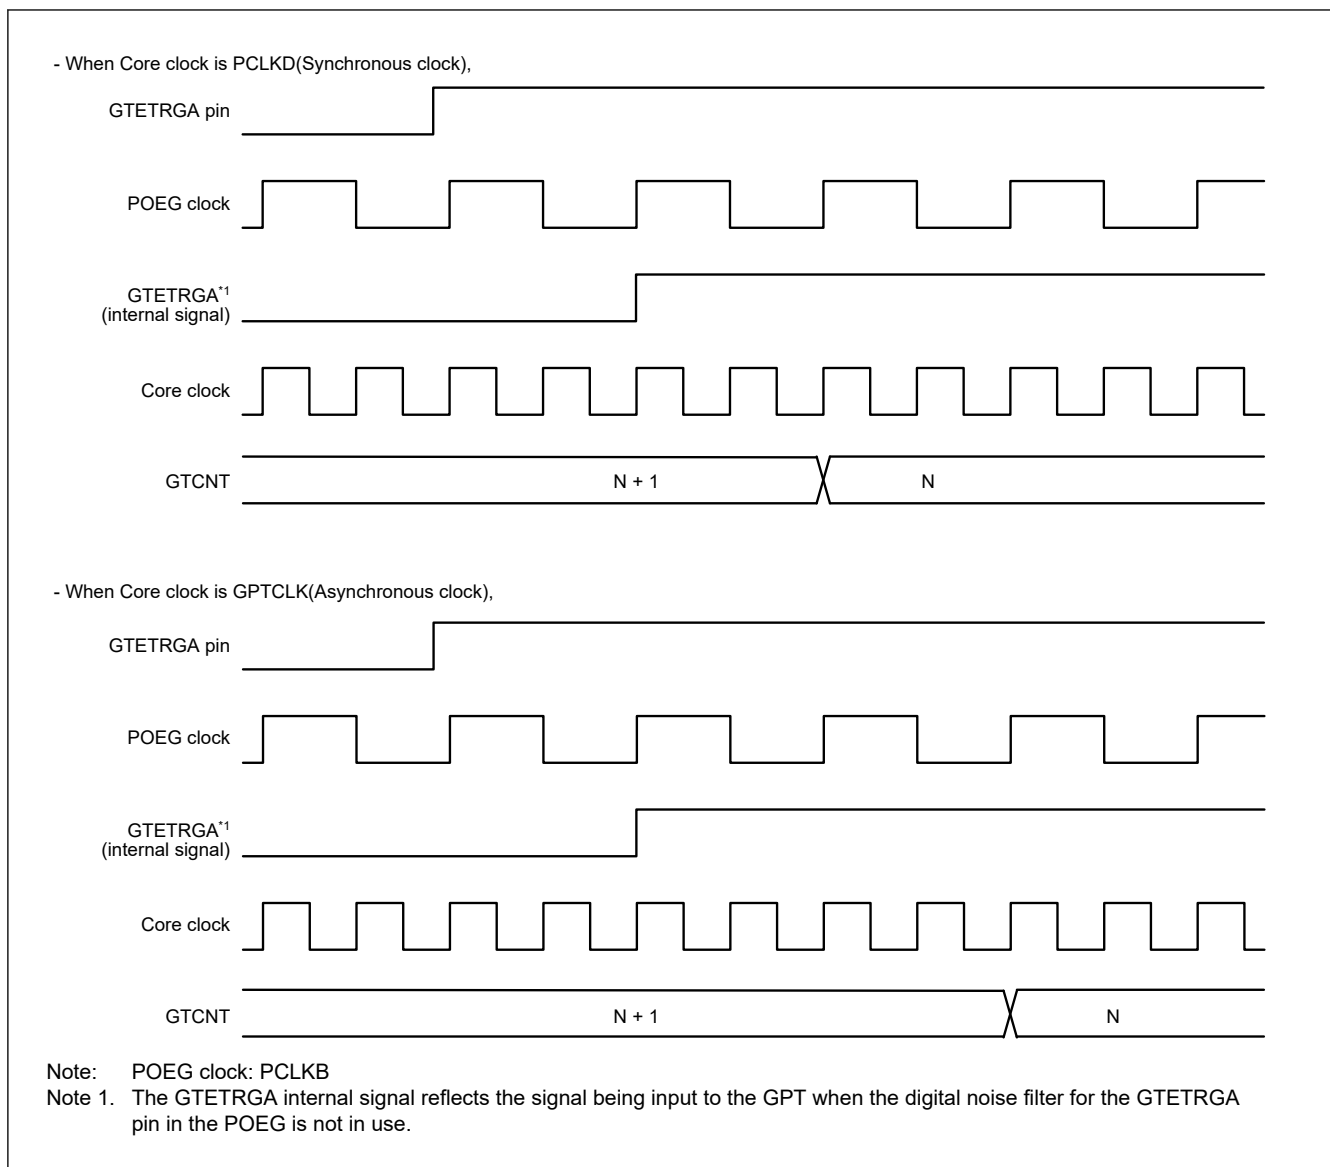 - When Core clock is PCLKD(Synchronous clock),
GTETRGA pin
POEG clock
GTETRGA*1
(internal signal)
Core clock
GTCNT
N + 1
N
- When Core clock is GPTCLK(Asynchronous clock),
GTETRGA pin
POEG clock
GTETRGA*1
(internal signal)
Core clock
GTCNT
N + 1
N
Note: POEG clock: PCLKB
Note 1. The GTETRGA internal signal reflects the signal being input to the GPT when the digital noise filter for the GTETRGA
pin in the POEG is not in use.